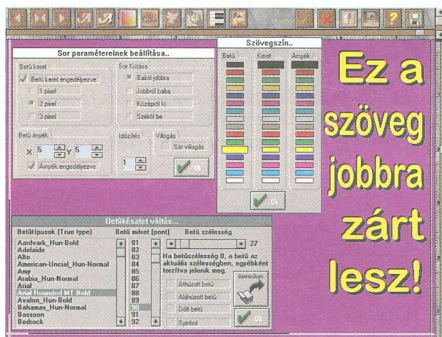 Sor paramétereinek beállítása..
Betű keret
Betű keret engedélyezve
1 pixel
2 pixel
3 pixel
Sor Kiírása
Balról jobbra
Jobbról balra
Középről ki
Szélről be
Betű árnyék
X 5 Y 5
Árnyék engedélyezve
Időzítés
1
Villogás
Sor villogás
Ok
Szövegszín..
Betű Keret Árnyék
Ok
Ez a
szöveg
jobbra
zárt
lesz!
Betűkészlet váltás...
Betűtípusok (True type) Betű méret (pont) Betű szélesség
Aardvark_Hun-Bold
Adelaide
Alto
American-Uncial_Hun-Normal
Amy
Arabia_Hun-Normal
Arial
Arial Rounded MT Bold
Avalon_Hun-Bold
Bahamas_Hun-Normal
Bassoon
Bedrock
81
82
83
84
85
86
87
88
89
90
91
92
27
Ha betűszélesség 0, a betű az
aktuális szélességben, egyébként
torzítva jelenik meg.
Áthúzott betű
Aláhúzott betű
Dőlt betű
Symbol
Szimbólum
Ok